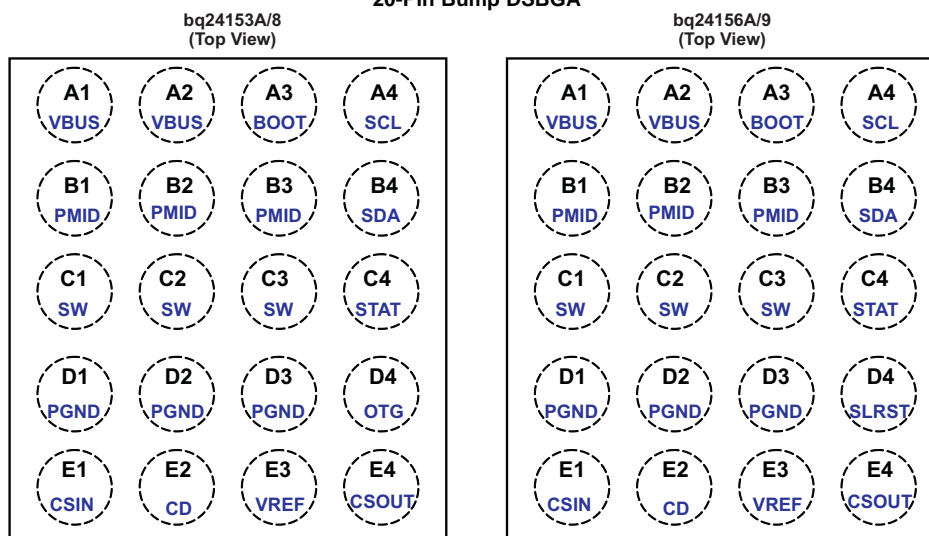 20-Pin Bump DSBGA
bq24153A/8
(Top View)
A1 A2 A3 A4
VBUS VBUS BOOT SCL
B1 B2 B3 B4
PMID PMID PMID SDA
C1 C2 C3 C4
SW SW SW STAT
D1 D2 D3 D4
PGND PGND PGND OTG
E1 E2 E3 E4
CSIN CD VREF CSOUT
bq24156A/9
(Top View)
A1 A2 A3 A4
VBUS VBUS BOOT SCL
B1 B2 B3 B4
PMID PMID PMID SDA
C1 C2 C3 C4
SW SW SW STAT
D1 D2 D3 D4
PGND PGND PGND SLRST
E1 E2 E3 E4
CSIN CD VREF CSOUT